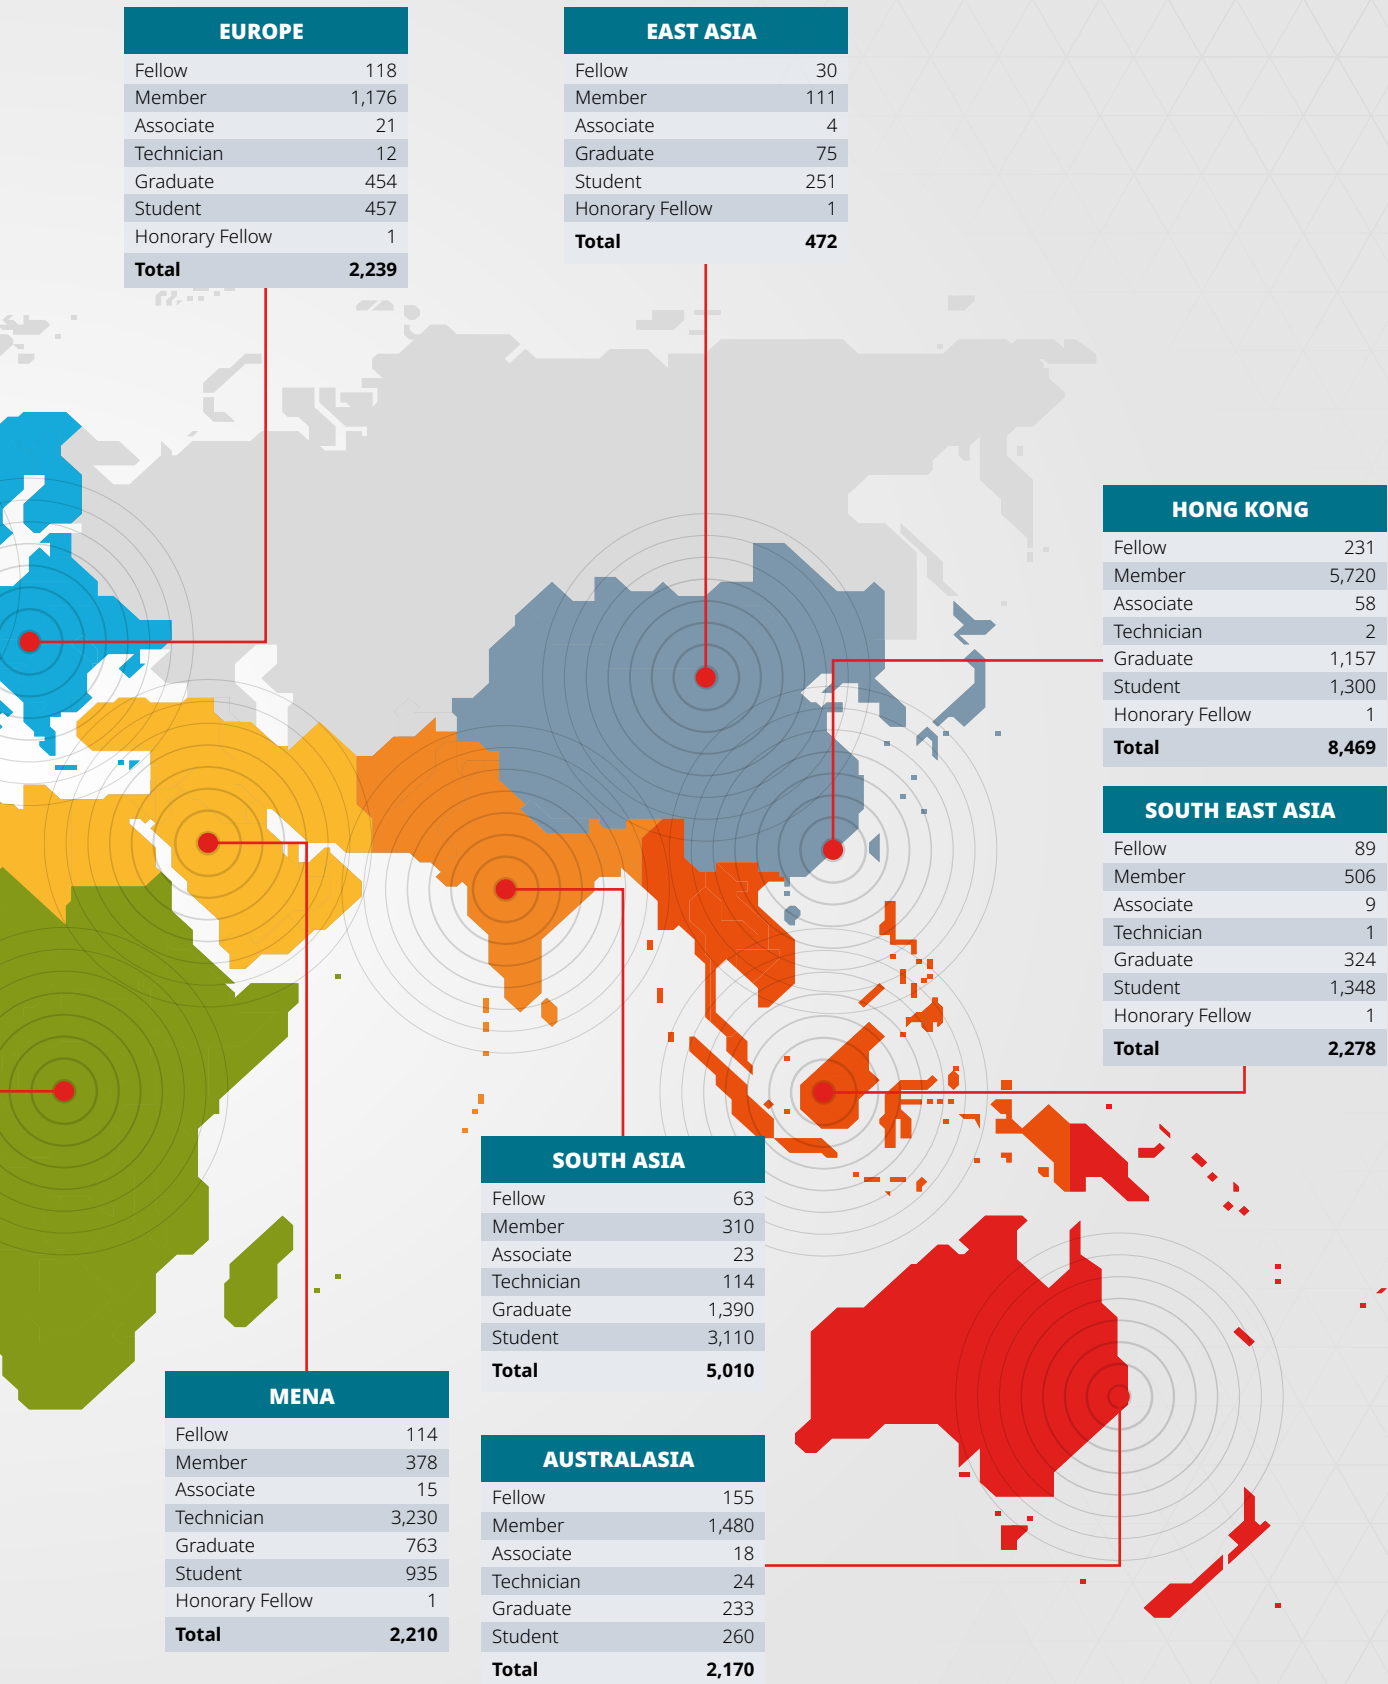 EUROPE
Fellow 118
Member 1,176
Associate 21
Technician 12
Graduate 454
Student 457
Honorary Fellow 1
Total 2,239
EAST ASIA
Fellow 30
Member 111
Associate 4
Graduate 75
Student 251
Honorary Fellow 1
Total 472
HONG KONG
Fellow 231
Member 5,720
Associate 58
Technician 2
Graduate 1,157
Student 1,300
Honorary Fellow 1
Total 8,469
SOUTH EAST ASIA
Fellow 89
Member 506
Associate 9
Technician 1
Graduate 324
Student 1,348
Honorary Fellow 1
Total 2,278
SOUTH ASIA
Fellow 63
Member 310
Associate 23
Technician 114
Graduate 1,390
Student 3,110
Total 5,010
MENA
Fellow 114
Member 378
Associate 15
Technician 3,230
Graduate 763
Student 935
Honorary Fellow 1
Total 2,210
AUSTRALASIA
Fellow 155
Member 1,480
Associate 18
Technician 24
Graduate 233
Student 260
Total 2,170